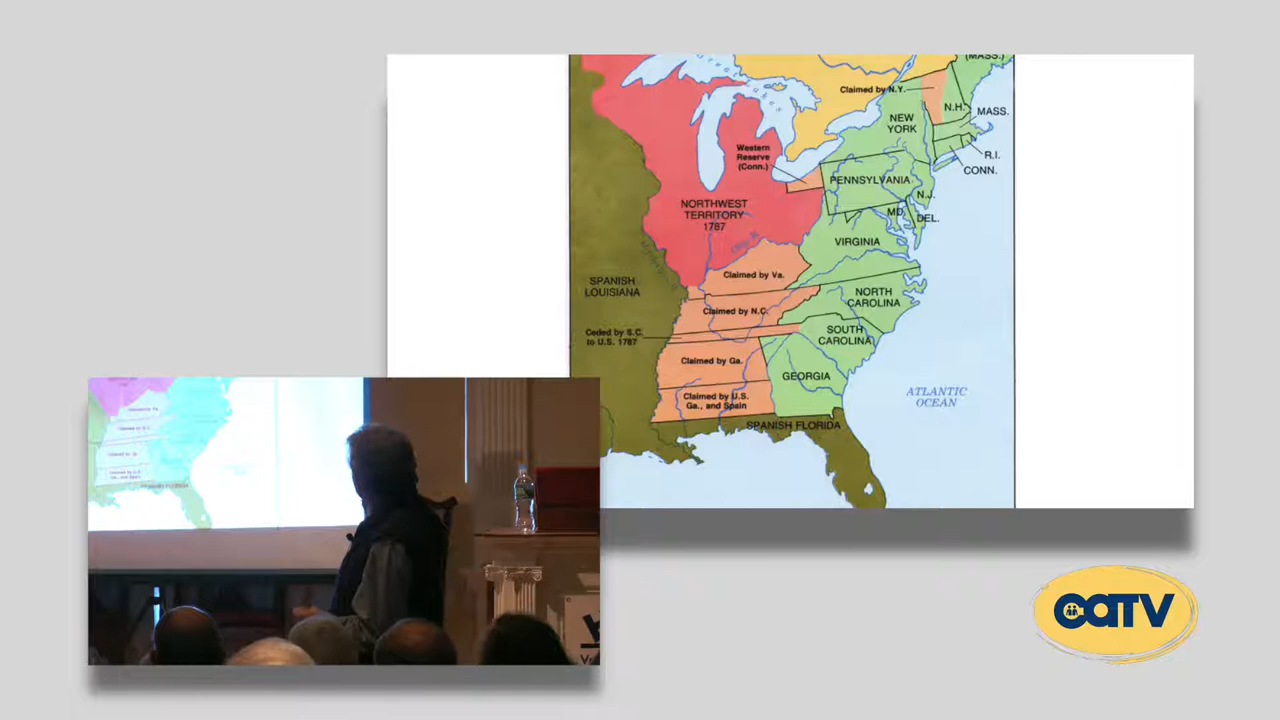 (MASS.)
Claimed by N.Y.
N.H.
MASS.
NEW
YORK
R.I.
CONN.
Western
Reserve
(Conn.)
PENNSYLVANIA
N.J.
MD.
DEL.
NORTHWEST
TERRITORY
1787
VIRGINIA
Ohio R.
Claimed by Va.
SPANISH
LOUISIANA
NORTH
CAROLINA
Claimed by N.C.
Ceded by S.C.
to U.S. 1787
SOUTH
CAROLINA
Claimed by Ga.
GEORGIA
Claimed by U.S.
Ga., and Spain
ATLANTIC
OCEAN
SPANISH FLORIDA
CATV